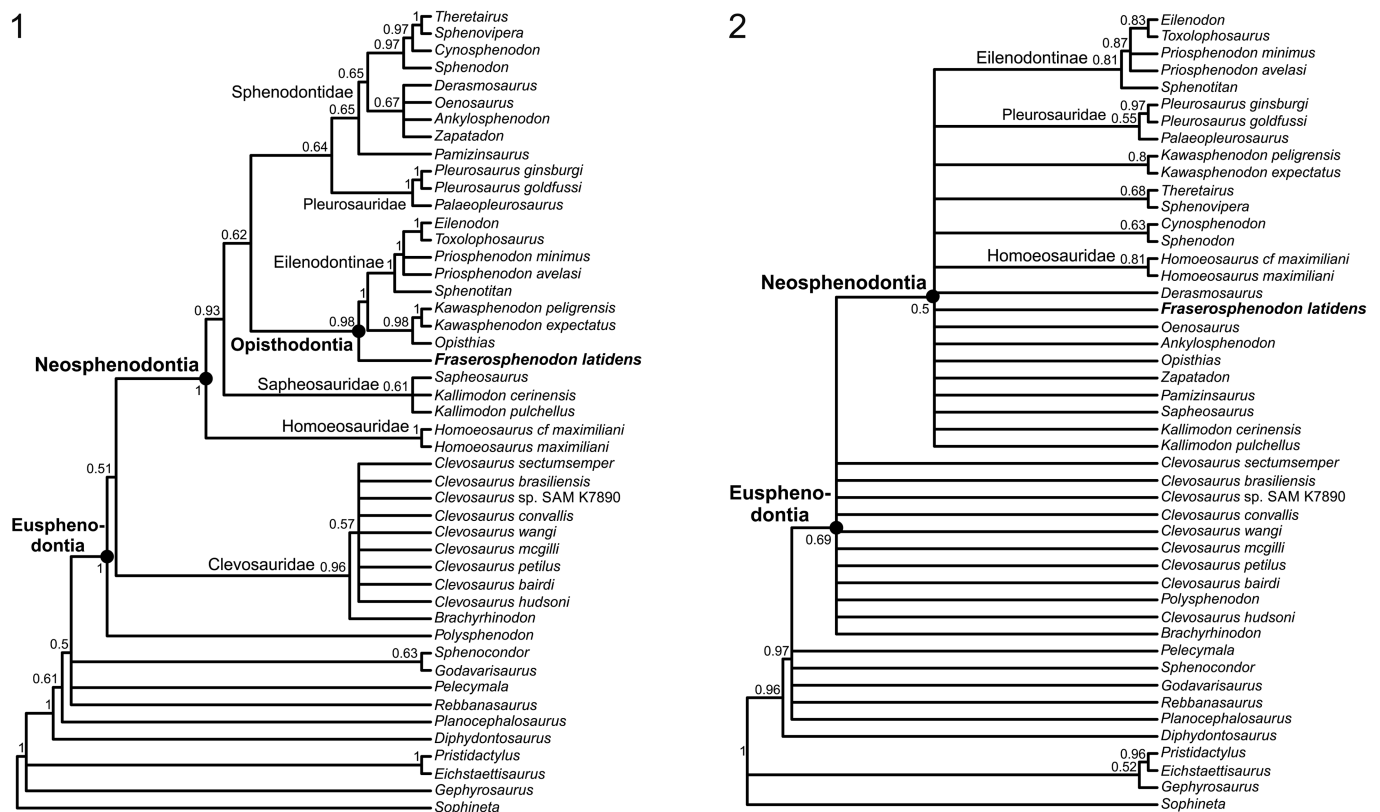 1
1
Theretairus
0.97
Sphenovipera
0.97
Cynosphenodon
Sphenodon
0.65
Sphenodontidae
Derasmosaurus
0.67
Oenosaurus
0.65
Ankylosphenodon
Zapatadon
0.64
Pamizinsaurus
1
Pleurosaurus ginsburgi
1
Pleurosaurus goldfussi
Pleurosauridae
Palaeopleurosaurus
1
Eilenodon
Toxolophosaurus
0.62
1
Priosphenodon minimus
Eilenodontinae
1
Priosphenodon avelasi
Sphenotitan
1
1
Kawasphenodon peligrensis
0.93
0.98
0.98
Kawasphenodon expectatus
Opisthodontia
Opisthias
Fraserosphenodon latidens
Neosphenodontia
1
Sapheosauridae
0.61
Sapheosaurus
Kallimodon cerinensis
Kallimodon pulchellus
Homoeosauridae
1
Homoeosaurus cf maximiliani
Homoeosaurus maximiliani
0.51
Clevosaurus sectumsemper
Clevosaurus brasiliensis
Clevosaurus sp. SAM K7890
Clevosaurus convallis
0.57
Clevosaurus wangi
Euspheno-
dontia
1
Clevosaurus mcgilli
Clevosauridae
0.96
Clevosaurus petilus
Clevosaurus bairdi
Clevosaurus hudsoni
Brachyrhinodon
Polysphenodon
0.5
0.63
Sphenocondor
Godavarisaurus
0.61
Pelecymala
1
Rebbanasaurus
Planocephalosaurus
Diphydontosaurus
1
1
Pristidactylus
Eichstaettisaurus
Gephyrosaurus
Sophineta
2
0.83
Eilenodon
Toxolophosaurus
0.87
Priosphenodon minimus
Eilenodontinae
0.81
Priosphenodon avelasi
Sphenotitan
0.97
Pleurosaurus ginsburgi
Pleurosauridae
0.55
Pleurosaurus goldfussi
Palaeopleurosaurus
0.8
Kawasphenodon peligrensis
Kawasphenodon expectatus
0.68
Theretairus
Sphenovipera
0.63
Cynosphenodon
Sphenodon
Homoeosauridae
0.81
Homoeosaurus cf maximiliani
Homoeosaurus maximiliani
Neosphenodontia
0.5
Derasmosaurus
Fraserosphenodon latidens
Oenosaurus
Ankylosphenodon
Opisthias
Zapatadon
Pamizinsaurus
Sapheosaurus
Kallimodon cerinensis
Kallimodon pulchellus
Clevosaurus sectumsemper
Clevosaurus brasiliensis
Euspheno-
dontia
0.69
Clevosaurus sp. SAM K7890
Clevosaurus convallis
Clevosaurus wangi
Clevosaurus mcgilli
Clevosaurus petilus
Clevosaurus bairdi
Polysphenodon
Clevosaurus hudsoni
Brachyrhinodon
0.97
Pelecymala
Sphenocondor
0.96
Godavarisaurus
Rebbanasaurus
Planocephalosaurus
Diphydontosaurus
1
0.96
Pristidactylus
0.52
Eichstaettisaurus
Gephyrosaurus
Sophineta